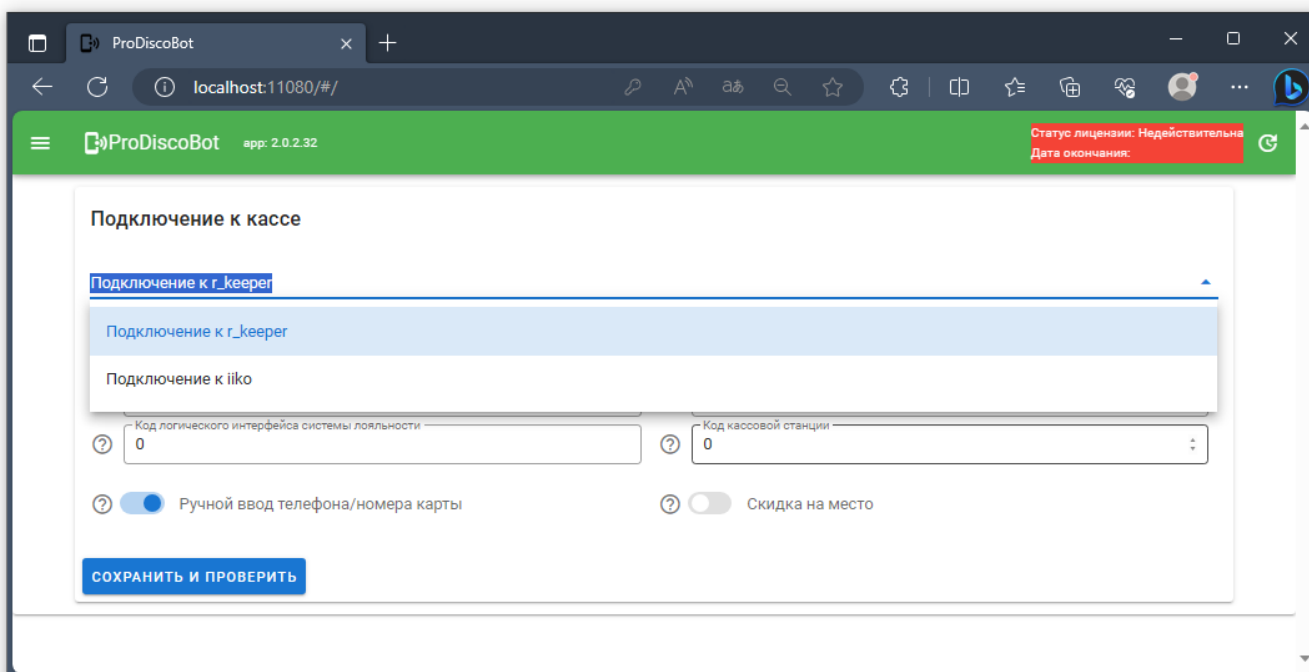 ProDiscoBot
localhost:11080/#/
ProDiscoBot app: 2.0.2.32
Статус лицензии: Недействительна
Дата окончания:
Подключение к кассе
Подключение к r_keeper
Подключение к r_keeper
Подключение к iiko
Код логического интерфейса системы лояльности
0
Код кассовой станции
0
Ручной ввод телефона/номера карты
Скидка на место
СОХРАНИТЬ И ПРОВЕРИТЬ